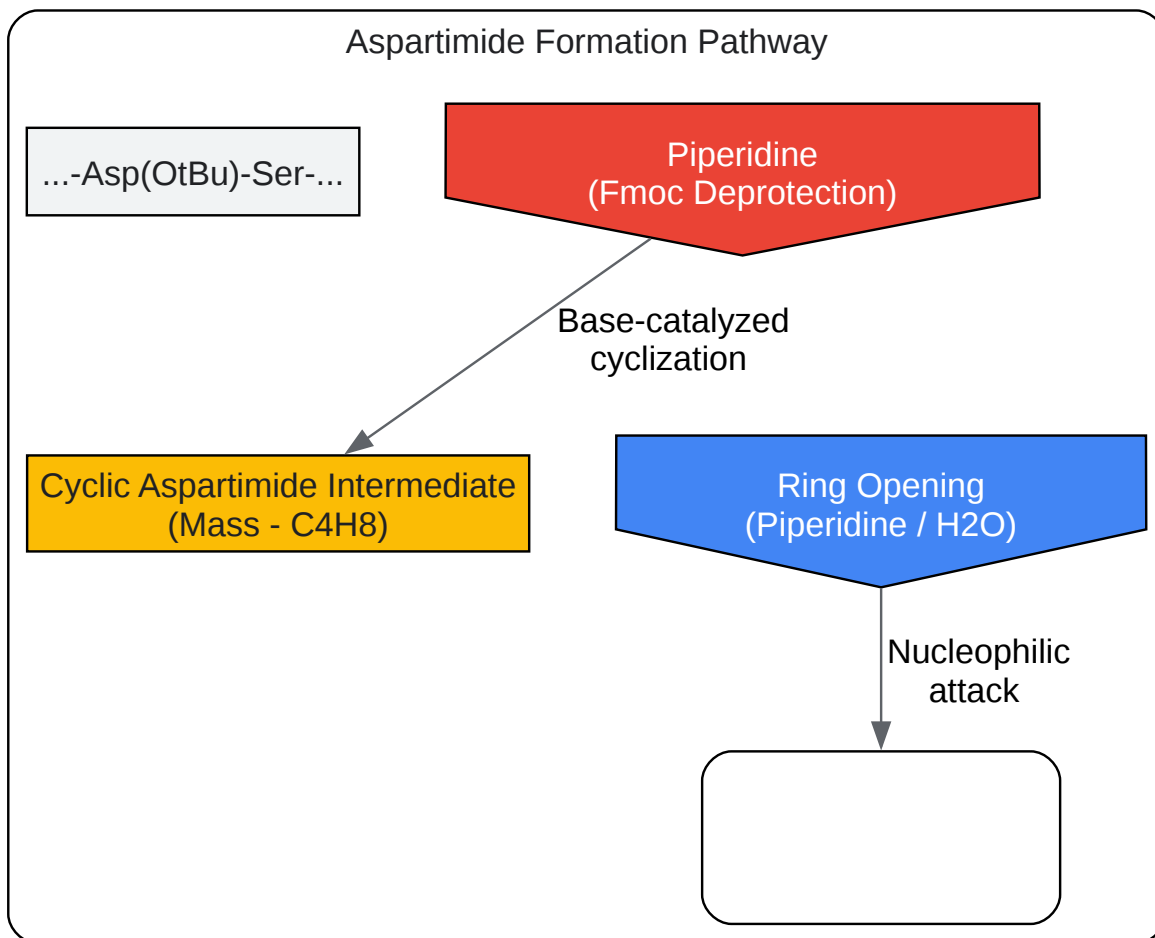 Aspartimide Formation Pathway
...-Asp(OtBu)-Ser-...
Piperidine
(Fmoc Deprotection)
Base-catalyzed
cyclization
Cyclic Aspartimide Intermediate
(Mass - C4H8)
Ring Opening
(Piperidine / H2O)
Nucleophilic
attack